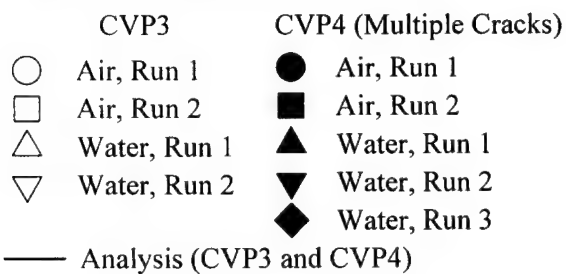 CVP3 CVP4 (Multiple Cracks)
Air, Run 1 Air, Run 1
Air, Run 2 Air, Run 2
Water, Run 1 Water, Run 1
Water, Run 2 Water, Run 2
Water, Run 3
Analysis (CVP3 and CVP4)